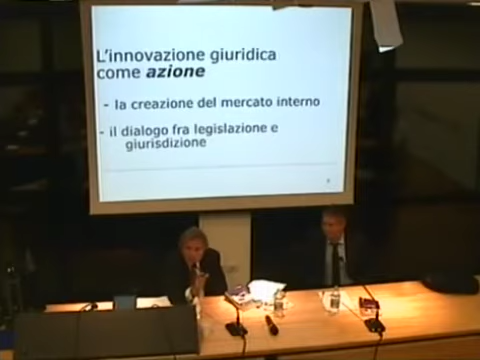 L'innovazione giuridica
come azione
- la creazione del mercato interno
- il dialogo fra legislazione e
giurisdizione